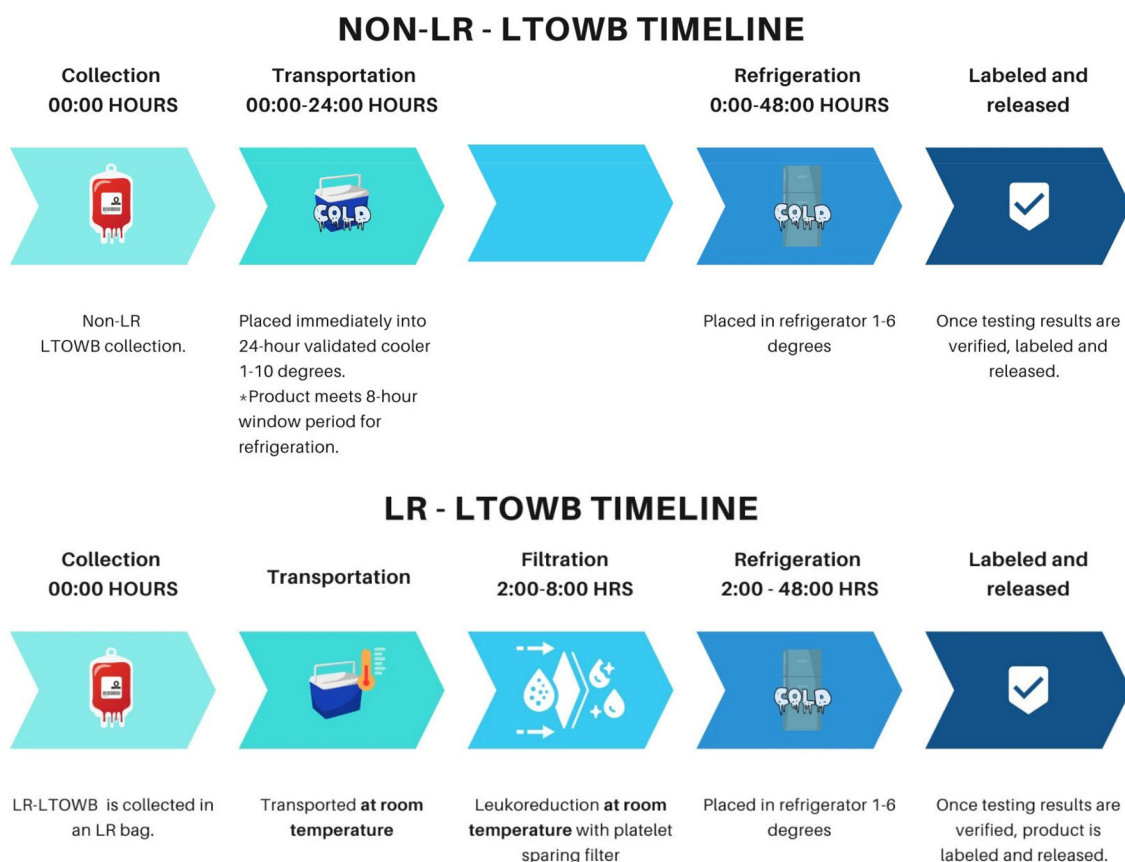 NON-LR - LTOWB TIMELINE
Collection
00:00 HOURS
Transportation
00:00-24:00 HOURS
Refrigeration
0:00-48:00 HOURS
Labeled and
released
COLD
COLD
Non-LR
LTOWB collection.
Placed immediately into
24-hour validated cooler
1-10 degrees.
*Product meets 8-hour
window period for
refrigeration.
Placed in refrigerator 1-6
degrees
Once testing results are
verified, labeled and
released.
LR - LTOWB TIMELINE
Collection
00:00 HOURS
Transportation
Filtration
2:00-8:00 HRS
Refrigeration
2:00 - 48:00 HRS
Labeled and
released
COLD
LR-LTOWB is collected in
an LR bag.
Transported at room
temperature
Leukoreduction at room
temperature with platelet
sparing filter
Placed in refrigerator 1-6
degrees
Once testing results are
verified, product is
labeled and released.